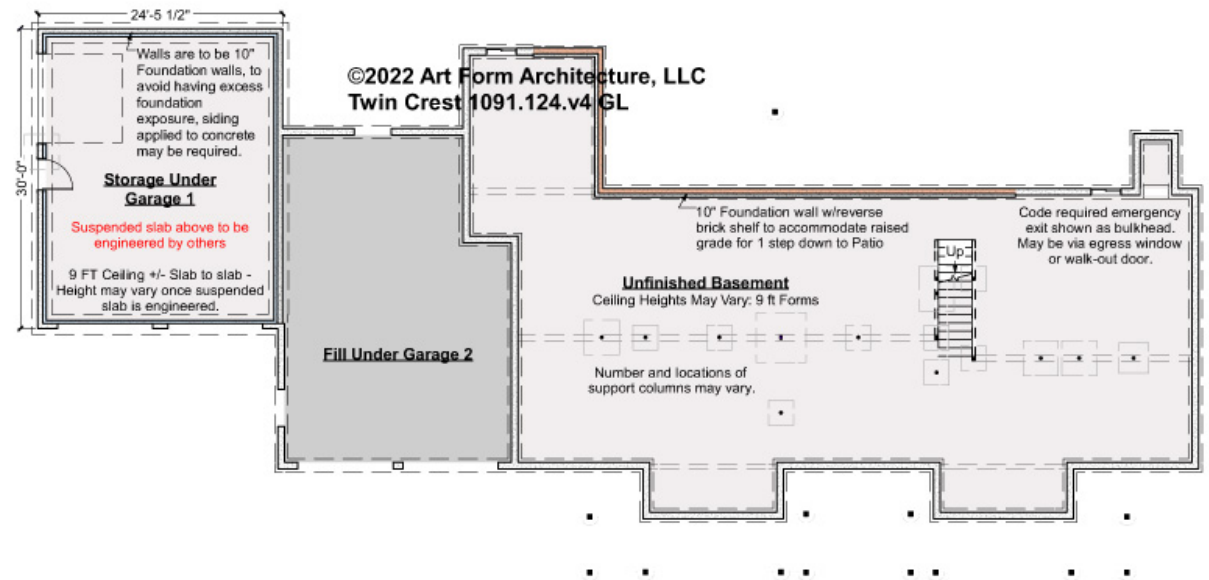 24'-5 1/2"
30'-0"
Walls are to be 10"
Foundation walls, to
avoid having excess
foundation
exposure, siding
applied to concrete
may be required.
Storage Under
Garage 1
Suspended slab above to be
engineered by others
9 FT Ceiling +/- Slab to slab -
Height may vary once suspended
slab is engineered.
©2022 Art Form Architecture, LLC
Twin Crest 1091.124.v4 GL
Fill Under Garage 2
10" Foundation wall w/reverse
brick shelf to accommodate raised
grade for 1 step down to Patio
Unfinished Basement
Ceiling Heights May Vary: 9 ft Forms
Number and locations of
support columns may vary.
Up
Code required emergency
exit shown as bulkhead.
May be via egress window
or walk-out door.